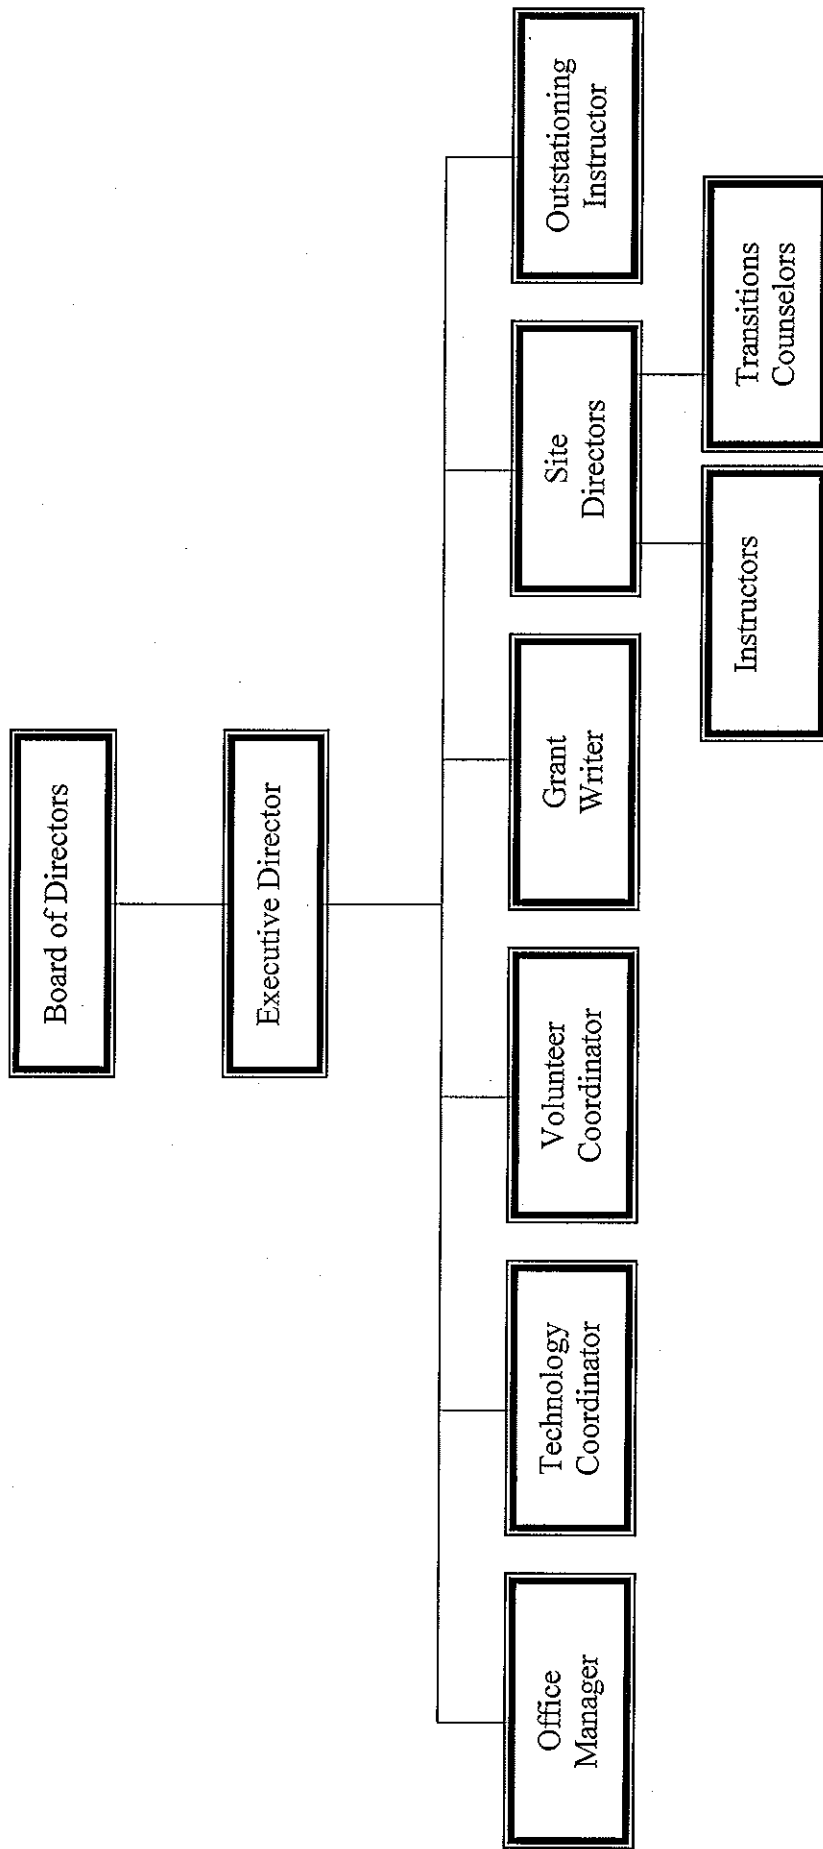 Board of Directors
Executive Director
Office
Manager
Technology
Coordinator
Volunteer
Coordinator
Grant
Writer
Site
Directors
Outstationing
Instructor
Instructors
Transitions
Counselors